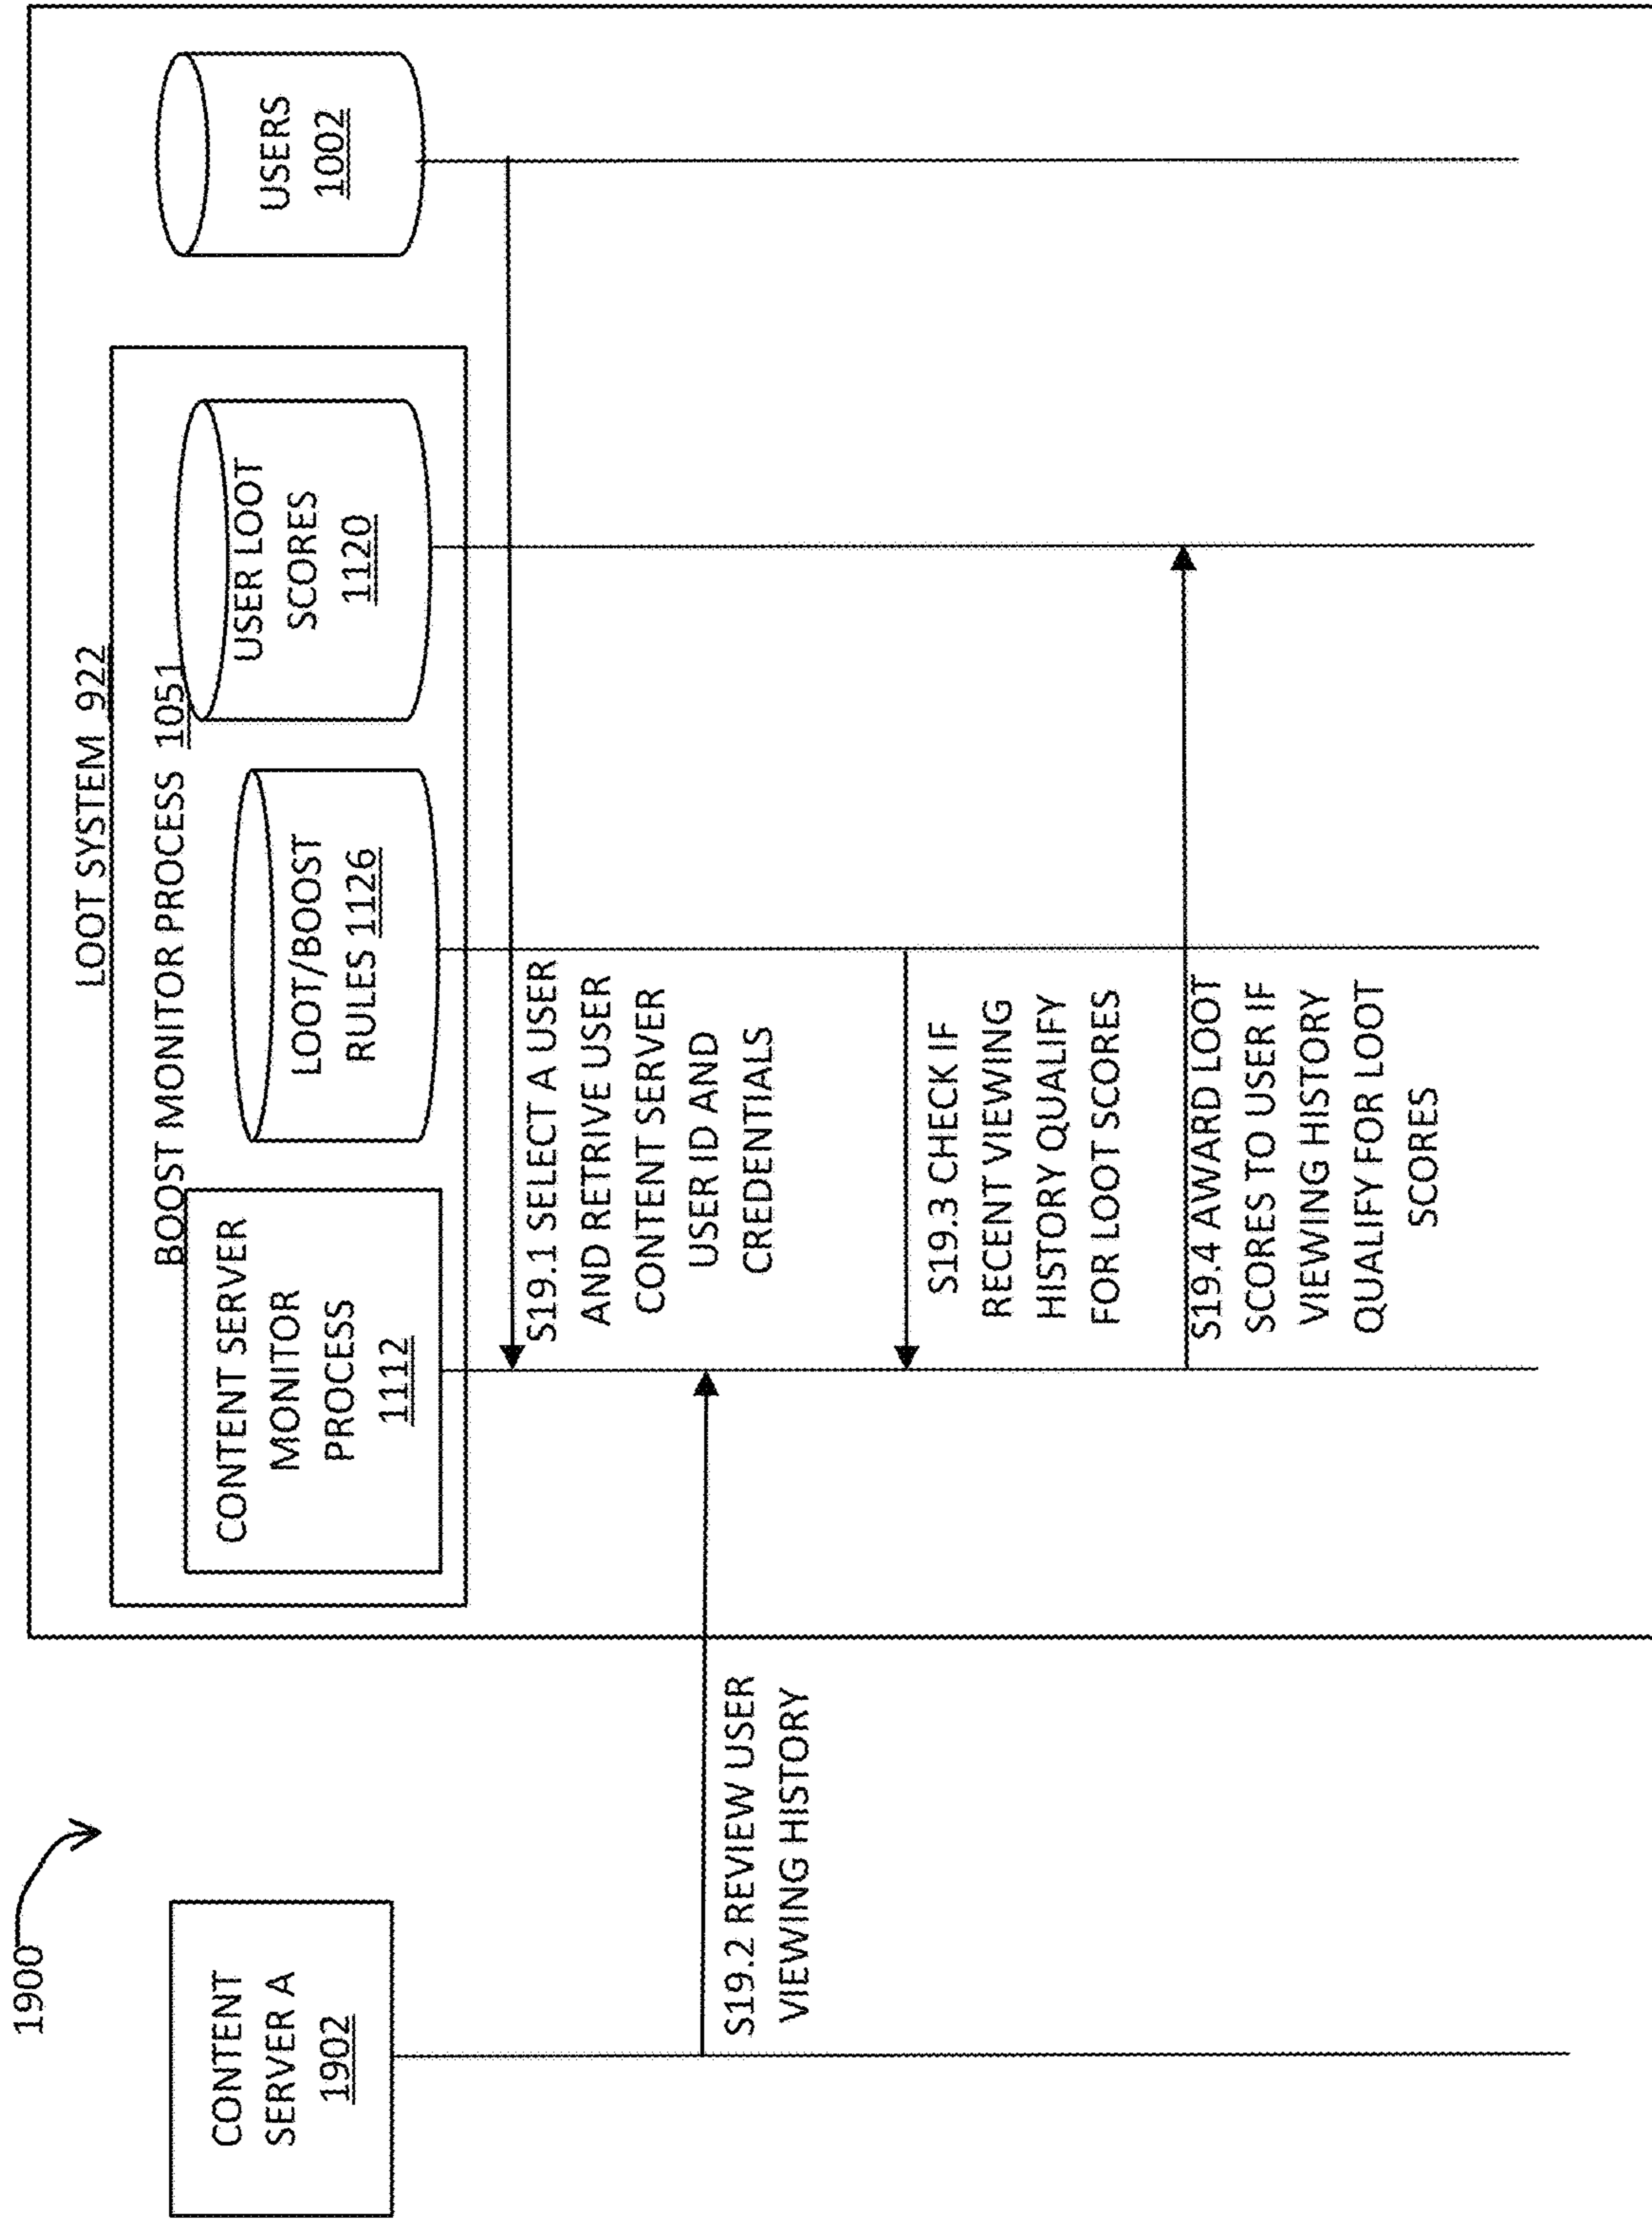 1900
LOOT SYSTEM 922
BOOST MONITOR PROCESS 1051
CONTENT
SERVER A
1902
CONTENT SERVER
MONITOR
PROCESS
1112
LOOT/BOOST
RULES 1126
USER LOOT
SCORES
1120
USERS
1002
S19.1 SELECT A USER
AND RETRIVE USER
CONTENT SERVER
USER ID AND
CREDENTIALS
S19.2 REVIEW USER
VIEWING HISTORY
S19.3 CHECK IF
RECENT VIEWING
HISTORY QUALIFY
FOR LOOT SCORES
S19.4 AWARD LOOT
SCORES TO USER IF
VIEWING HISTORY
QUALIFY FOR LOOT
SCORES